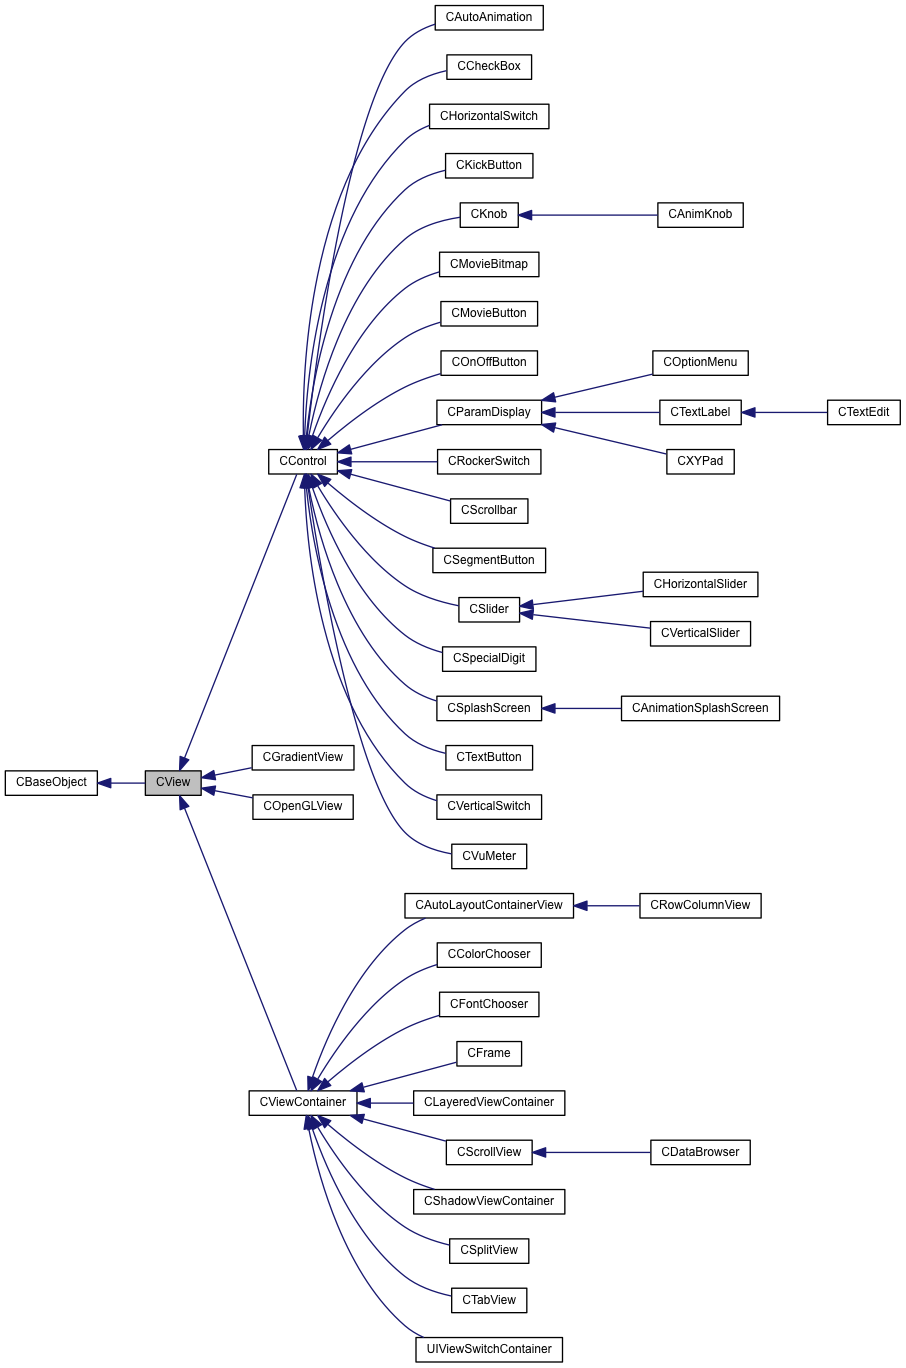 CAutoAnimation
CCheckBox
CHorizontalSwitch
CKickButton
CKnob
CAnimKnob
CMovieBitmap
CMovieButton
COnOffButton
COptionMenu
CParamDisplay
CTextLabel
CTextEdit
CControl
CRockerSwitch
CXYPad
CScrollbar
CSegmentButton
CHorizontalSlider
CSlider
CVerticalSlider
CSpecialDigit
CSplashScreen
CAnimationSplashScreen
CGradientView
CTextButton
CBaseObject
CView
COpenGLView
CVerticalSwitch
CVuMeter
CAutoLayoutContainerView
CRowColumnView
CColorChooser
CFontChooser
CFrame
CViewContainer
CLayeredViewContainer
CScrollView
CDataBrowser
CShadowViewContainer
CSplitView
CTabView
UIViewSwitchContainer